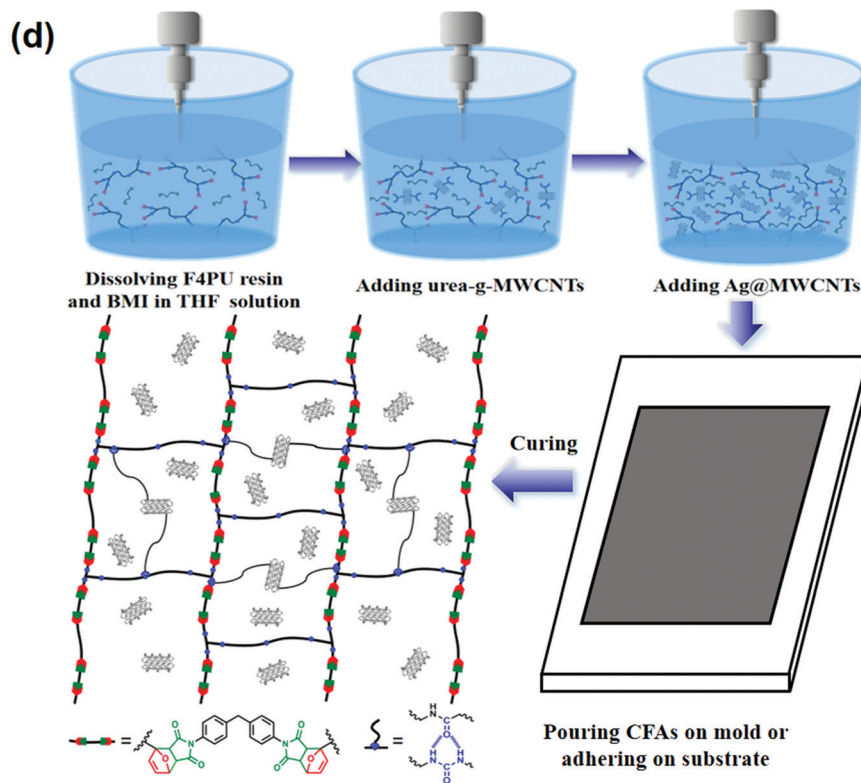 (d)
Dissolving F4PU resin
and BMI in THF solution
Adding urea-g-MWCNTs
Adding Ag@MWCNTs
Curing
Pouring CFAs on mold or
adhering on substrate
=
O
O
N
N
O
O
O
O
=
H
N
C
O
H
H
N
C
N
O